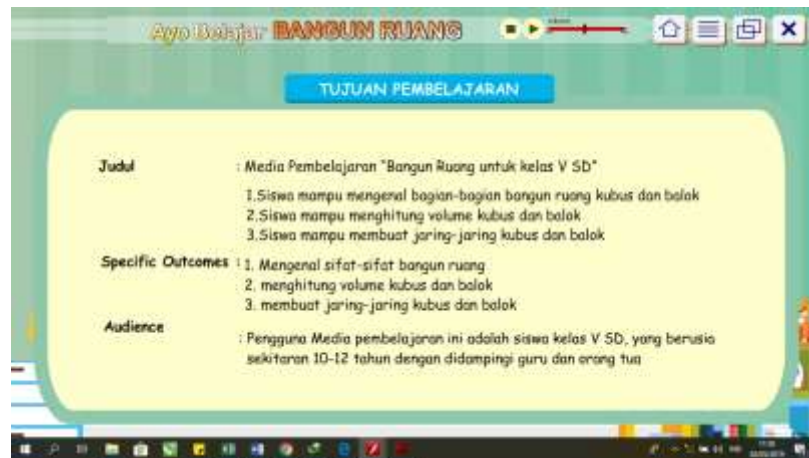 Ayo Belajar BANGUN RUANG
TUJUAN PEMBELAJARAN
Judul : Media Pembelajaran "Bangun Ruang untuk kelas V SD"
1.Siswa mampu mengenal bagian-bagian bangun ruang kubus dan balok
2.Siswa mampu menghitung volume kubus dan balok
3.Siswa mampu membuat jaring-jaring kubus dan balok
Specific Outcomes : 1. Mengenal sifat-sifat bangun ruang
2. menghitung volume kubus dan balok
3. membuat jaring-jaring kubus dan balok
Audience : Pengguna Media pembelajaran ini adalah siswa kelas V SD, yang berusia
sekitaran 10-12 tahun dengan didampingi guru dan orang tua